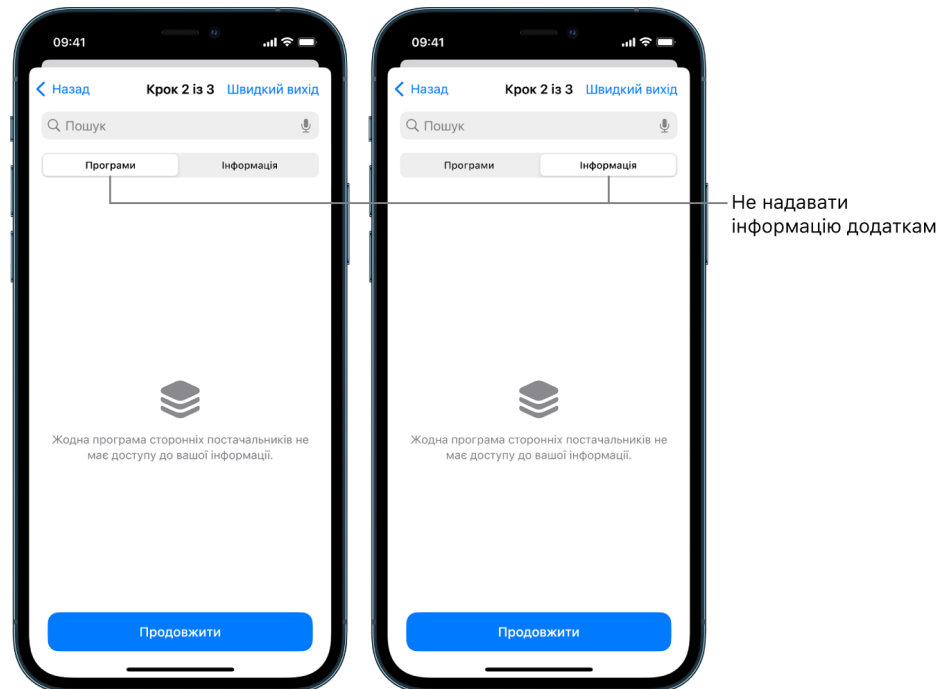 09:41
Назад
Крок 2 із 3
Швидкий вихід
Пошук
Програми
Інформація
Жодна програма сторонніх постачальників не
має доступу до вашої інформації.
Продовжити
09:41
Назад
Крок 2 із 3
Швидкий вихід
Пошук
Програми
Інформація
Жодна програма сторонніх постачальників не
має доступу до вашої інформації.
Продовжити
Не надавати
інформацію додаткам